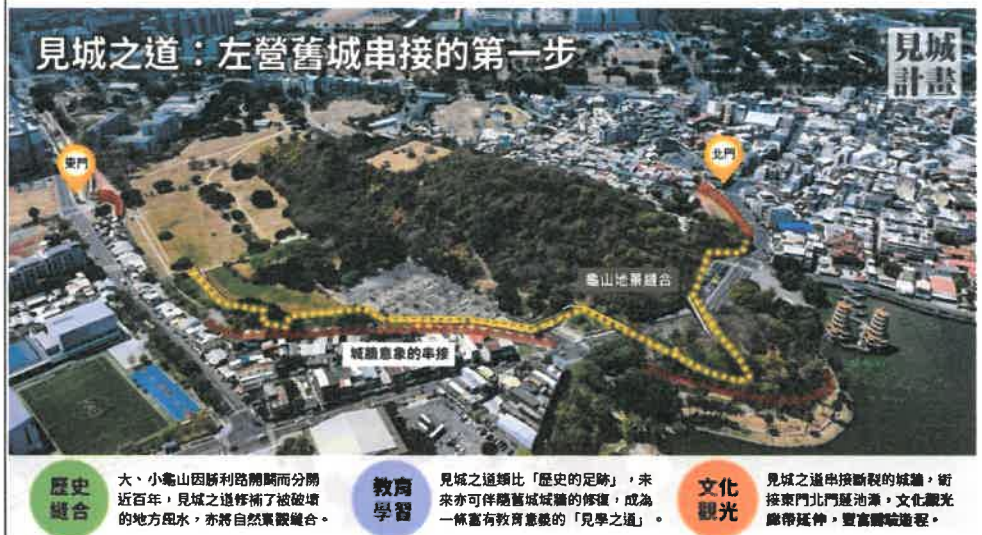 見城之道：左營舊城串接的第一步
見城
計畫
東門
北門
龜山地景縫合
城牆意象的串接
歷史
縫合
大、小龜山因勝利路開闢而分開
近百年，見城之道修補了被破壞
的地方風水，亦將自然景觀縫合。
教育
學習
見城之道類比「歷史的足跡」，未
來亦可伴隨舊城城牆的修復，成為
一條富有教育意義的「見學之道」。
文化
觀光
見城之道串接斷裂的城牆，銜
接東門北門蓮池潭，文化觀光
廊帶延伸，豐富體驗遊程。